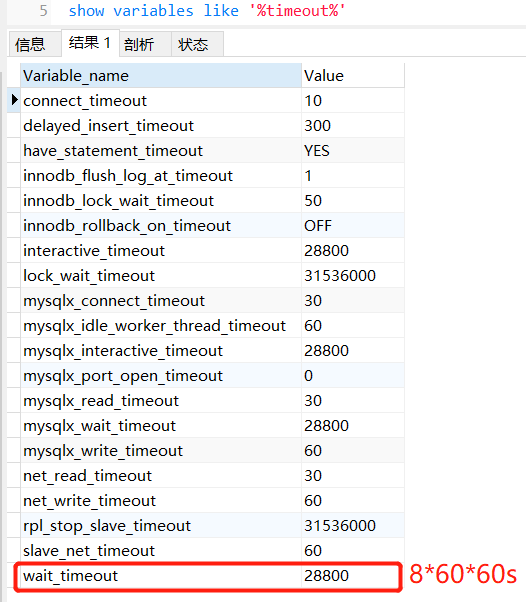 5 show variables like '%timeout%'
信息 结果 1 剖析 状态
Variable_name Value
connect_timeout 10
delayed_insert_timeout 300
have_statement_timeout YES
innodb_flush_log_at_timeout 1
innodb_lock_wait_timeout 50
innodb_rollback_on_timeout OFF
interactive_timeout 28800
lock_wait_timeout 31536000
mysqlx_connect_timeout 30
mysqlx_idle_worker_thread_timeout 60
mysqlx_interactive_timeout 28800
mysqlx_port_open_timeout 0
mysqlx_read_timeout 30
mysqlx_wait_timeout 28800
mysqlx_write_timeout 60
net_read_timeout 30
net_write_timeout 60
rpl_stop_slave_timeout 31536000
slave_net_timeout 60
wait_timeout 28800 8*60*60s